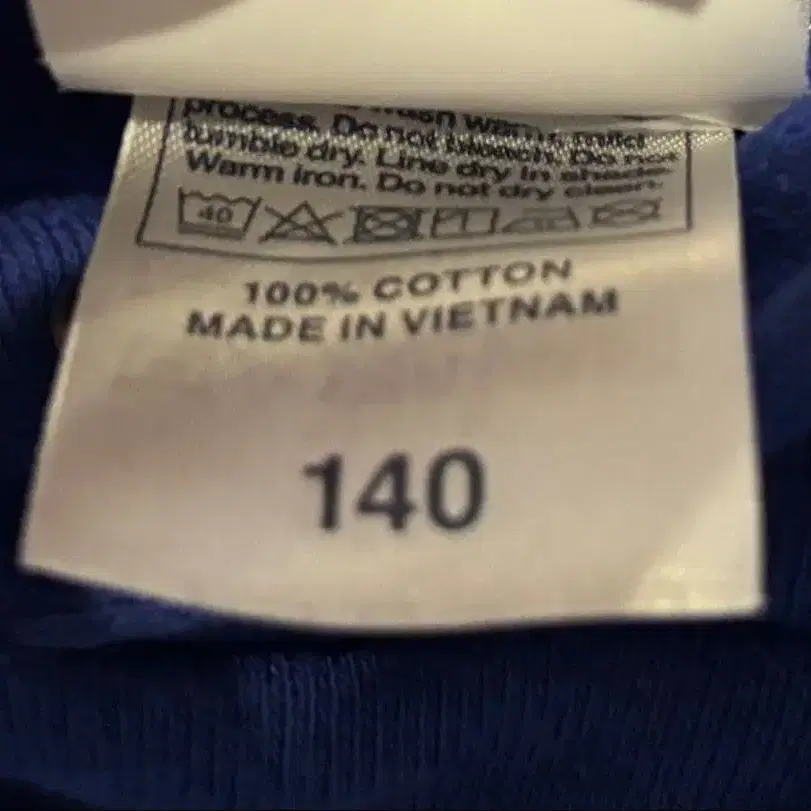 process. Do not bleach. Do not
tumble dry. Line dry in shade.
Warm iron. Do not dry clean.
40
100% COTTON
MADE IN VIETNAM
140